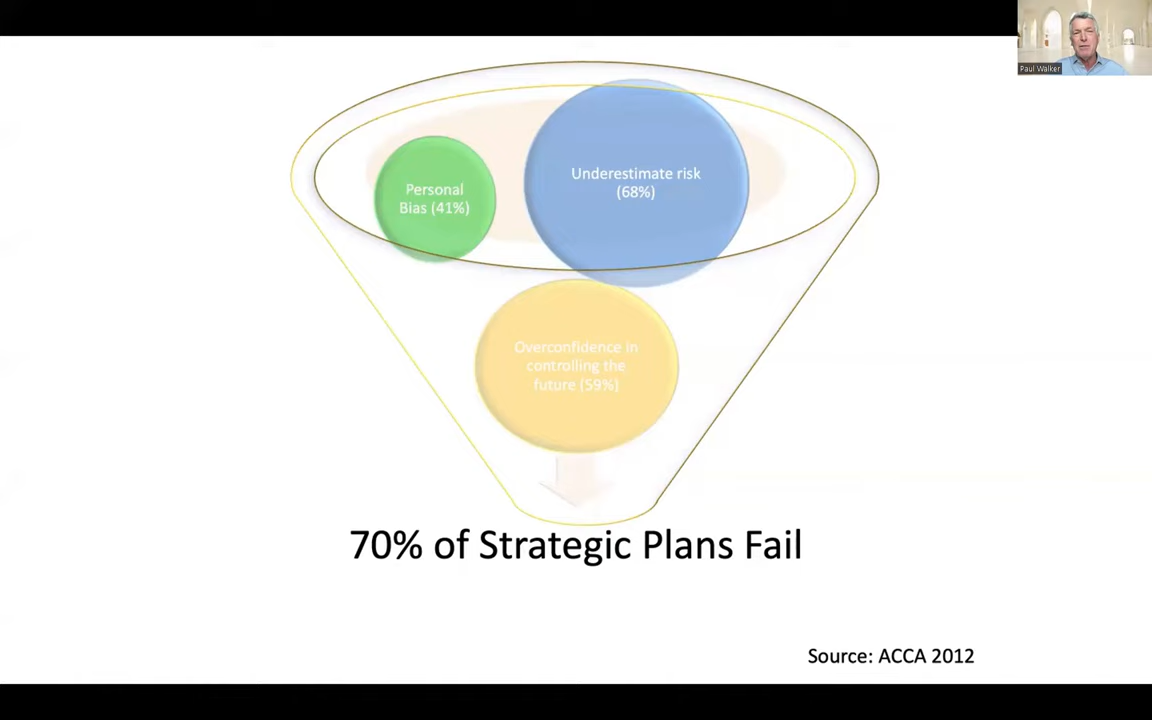 Paul Walker
Underestimate risk
(68%)
Personal
Bias (41%)
Overconfidence in
controlling the
future (59%)
70% of Strategic Plans Fail
Source: ACCA 2012